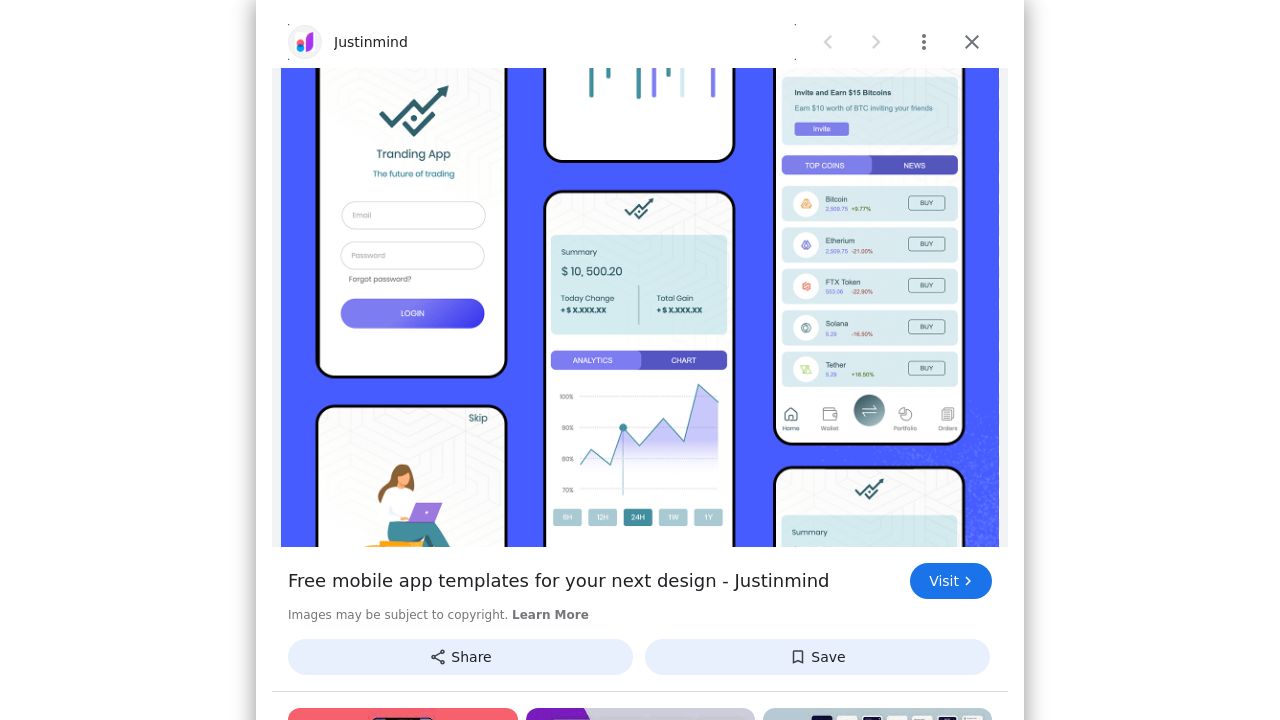 Justinmind
Tranding App
The future of trading
Email
Password
Forgot password?
LOGIN
Skip
Summary
$ 10, 500.20
Today Change
Total Gain
+$ X.XXX.XX
+$ X.XXX.XX
ANALYTICS
CHART
100%
90%
80%
70%
6H
12H
24H
1W
1Y
Invite and Earn $15 Bitcoins
Earn $10 worth of BTC inviting your friends
Invite
TOP COINS
NEWS
Bitcoin
2,509.75 +9.77%
BUY
Etherium
2,509.75 -21.00%
BUY
FTX Token
553.06 -22.90%
BUY
Solana
5.29 -16.50%
BUY
Tether
5.29 +16.50%
BUY
Home
Wallet
Portfolio
Orders
Summary
Free mobile app templates for your next design - Justinmind
Visit
Images may be subject to copyright. Learn More
Share
Save